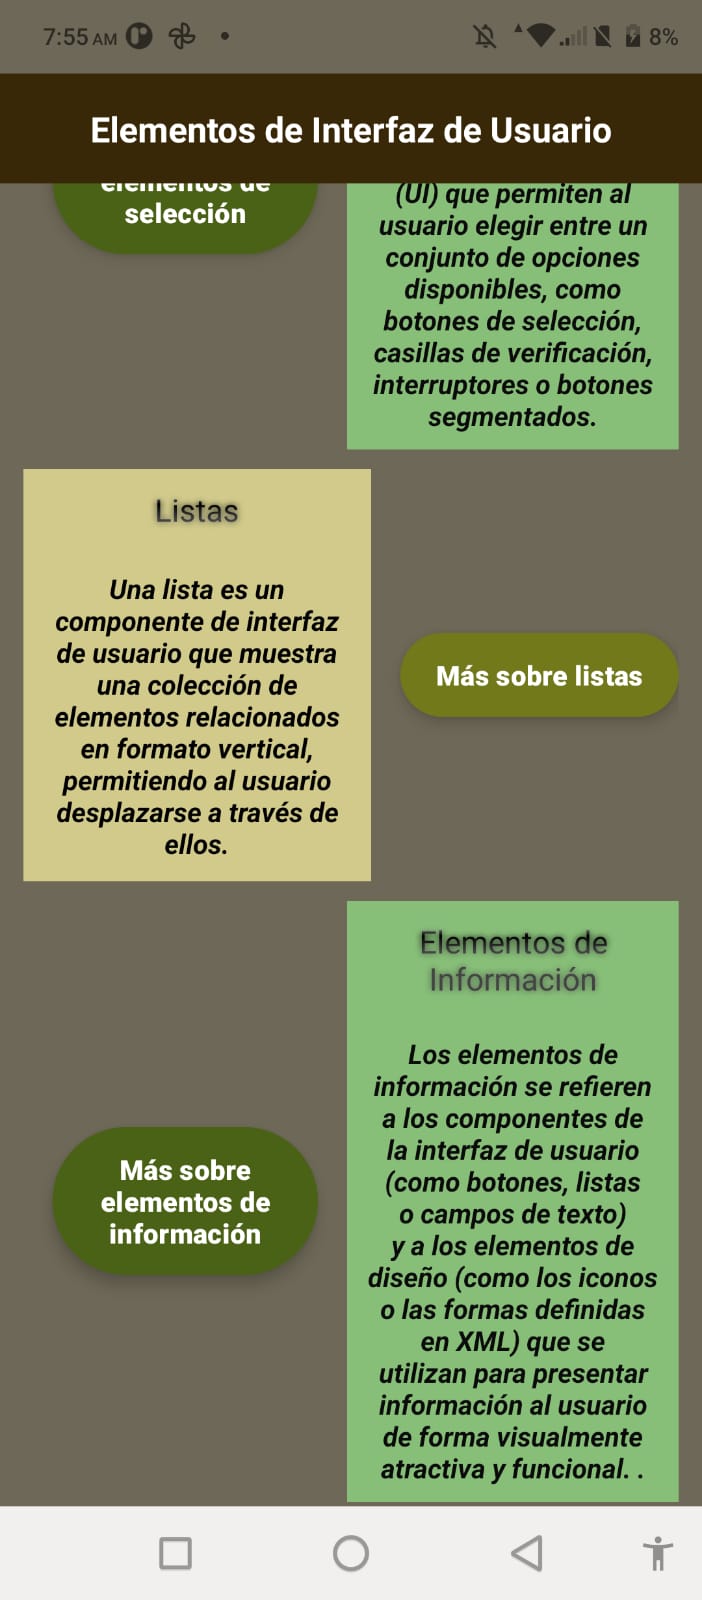 7:55 AM
8%
Elementos de Interfaz de Usuario
elementos de
selección
(UI) que permiten al
usuario elegir entre un
conjunto de opciones
disponibles, como
botones de selección,
casillas de verificación,
interruptores o botones
segmentados.
Listas
Una lista es un
componente de interfaz
de usuario que muestra
una colección de
elementos relacionados
en formato vertical,
permitiendo al usuario
desplazarse a través de
ellos.
Más sobre listas
Elementos de
Información
Los elementos de
información se refieren
a los componentes de
la interfaz de usuario
(como botones, listas
o campos de texto)
y a los elementos de
diseño (como los iconos
o las formas definidas
en XML) que se
utilizan para presentar
información al usuario
de forma visualmente
atractiva y funcional. .
Más sobre
elementos de
información